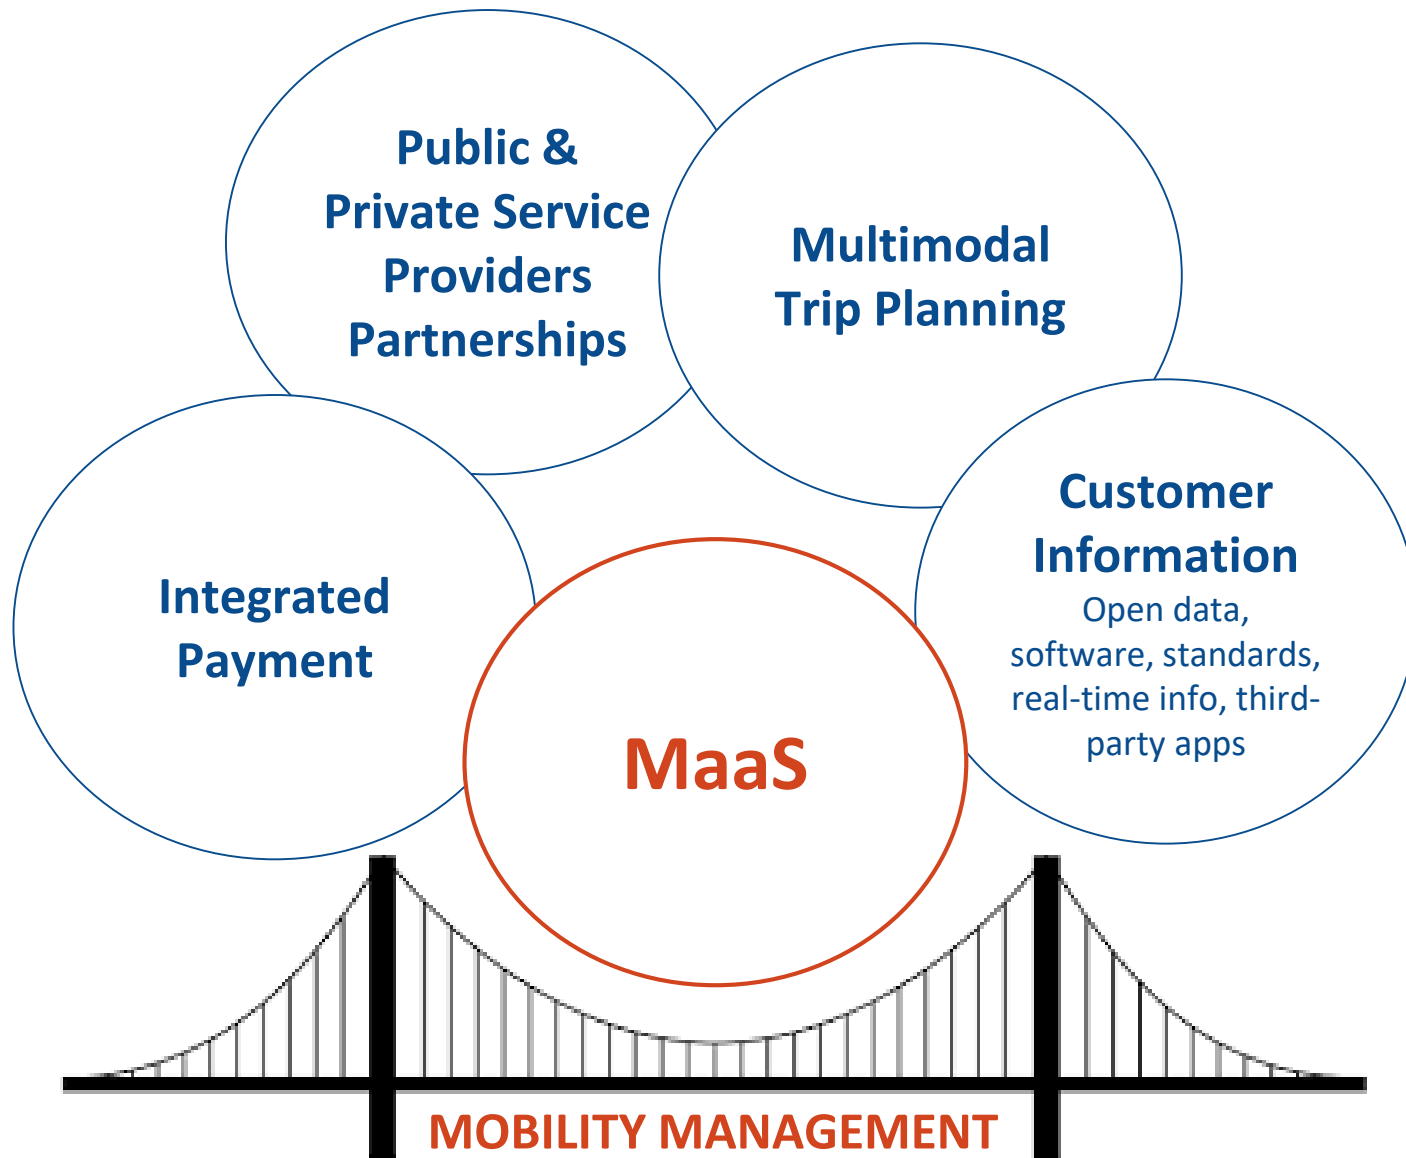 Public &
Private Service
Providers
Partnerships
Multimodal
Trip Planning
Customer
Information
Open data,
software, standards,
real-time info, third-
party apps
Integrated
Payment
MaaS
MOBILITY MANAGEMENT